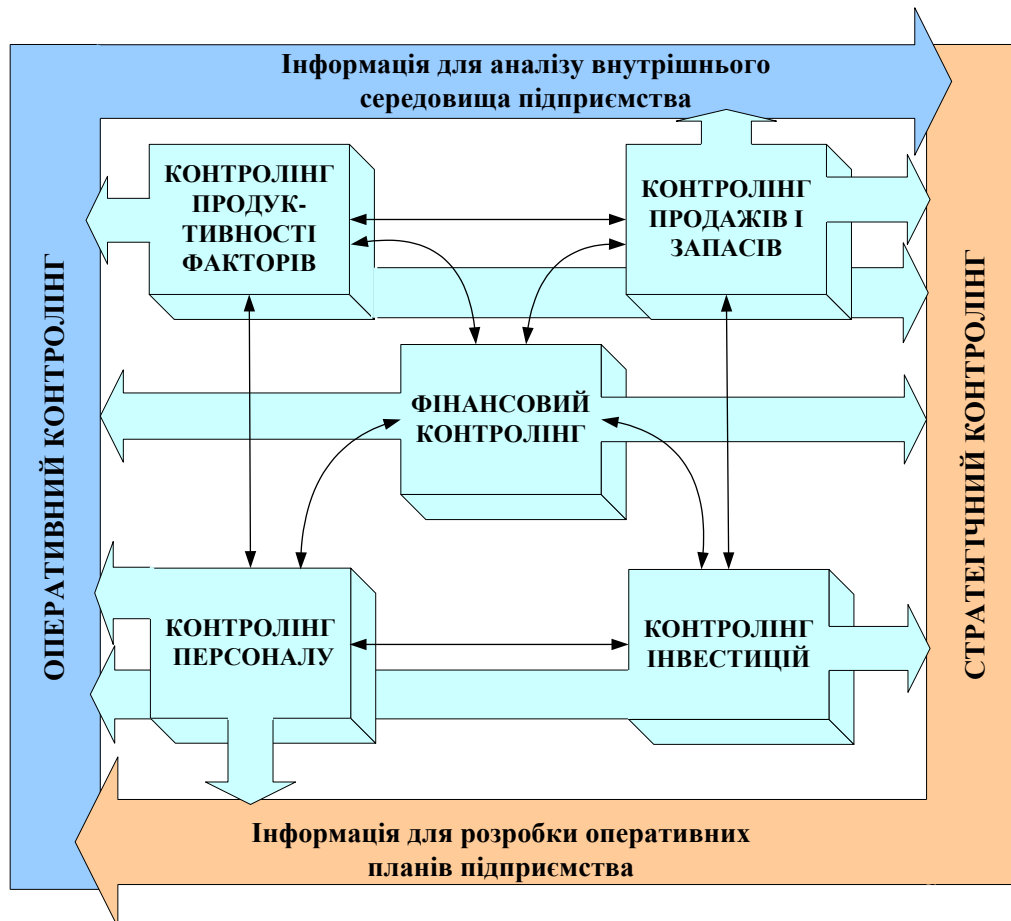 Інформація для аналізу внутрішнього
середовища підприємства
ОПЕРАТИВНИЙ КОНТРОЛІНГ
КОНТРОЛІНГ
ПРОДУК-
ТИВНОСТІ
ФАКТОРІВ
КОНТРОЛІНГ
ПРОДАЖІВ І
ЗАПАСІВ
ФІНАНСОВИЙ
КОНТРОЛІНГ
КОНТРОЛІНГ
ПЕРСОНАЛУ
КОНТРОЛІНГ
ІНВЕСТИЦІЙ
СТРАТЕГІЧНИЙ КОНТРОЛІНГ
Інформація для розробки оперативних
планів підприємства